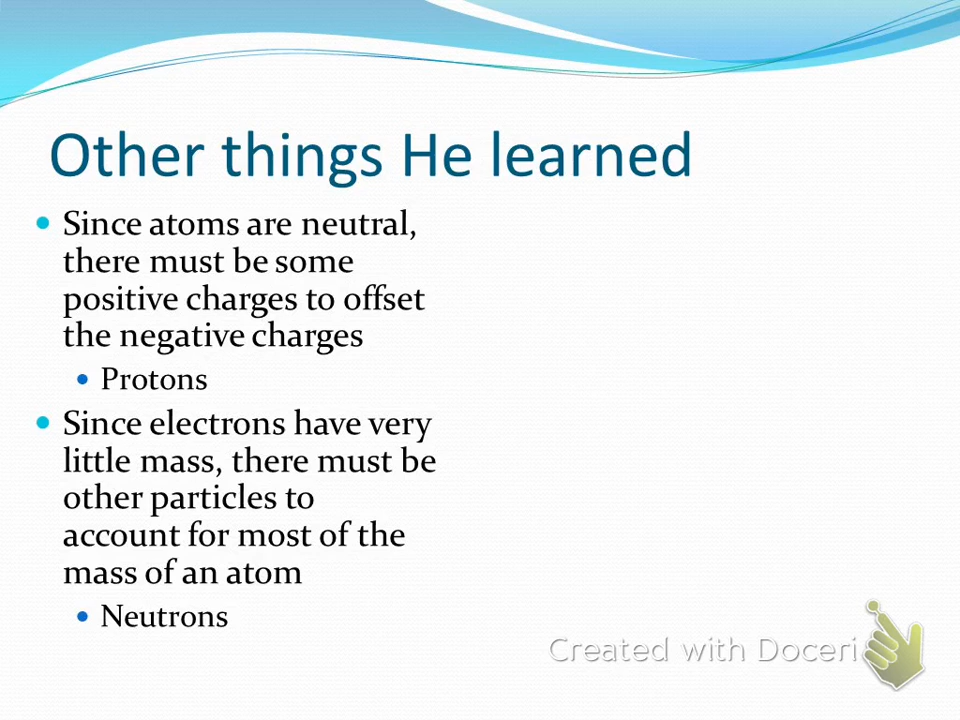 Other things He learned
Since atoms are neutral,
there must be some
positive charges to offset
the negative charges
Protons
Since electrons have very
little mass, there must be
other particles to
account for most of the
mass of an atom
Neutrons
Created with Doceri